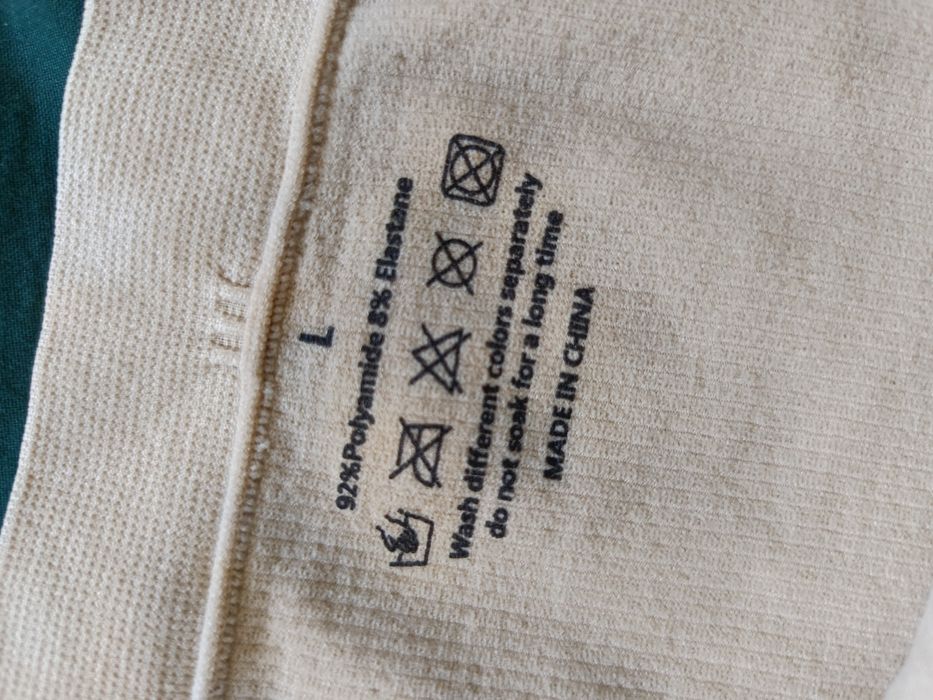 L
92%Polyamide 8% Elastane
Wash different colors separately
do not soak for a long time
MADE IN CHINA